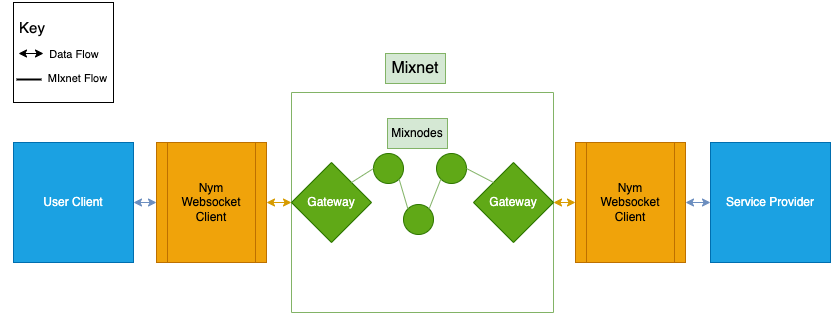 Key
Data Flow
MIxnet Flow
Mixnet
Mixnodes
User Client
Nym
Websocket
Client
Gateway
Gateway
Nym
Websocket
Client
Service Provider